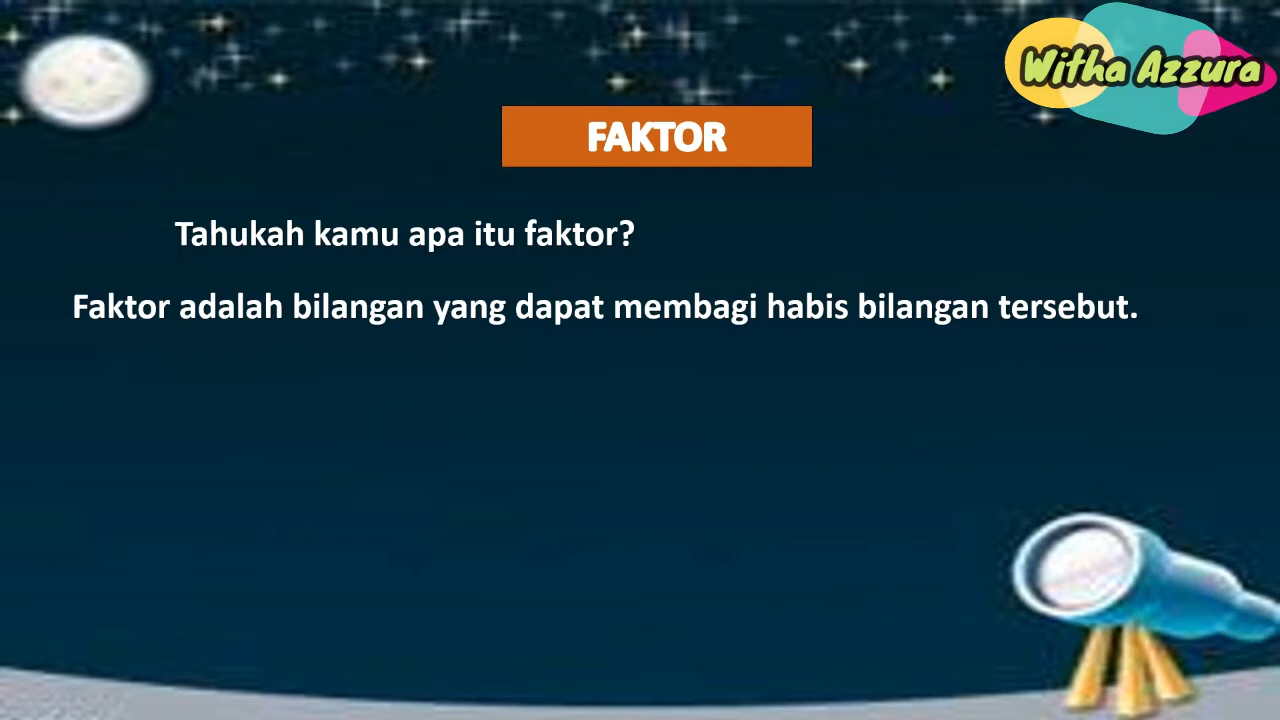 Witha Azzura
FAKTOR
Tahukah kamu apa itu faktor?
Faktor adalah bilangan yang dapat membagi habis bilangan tersebut.